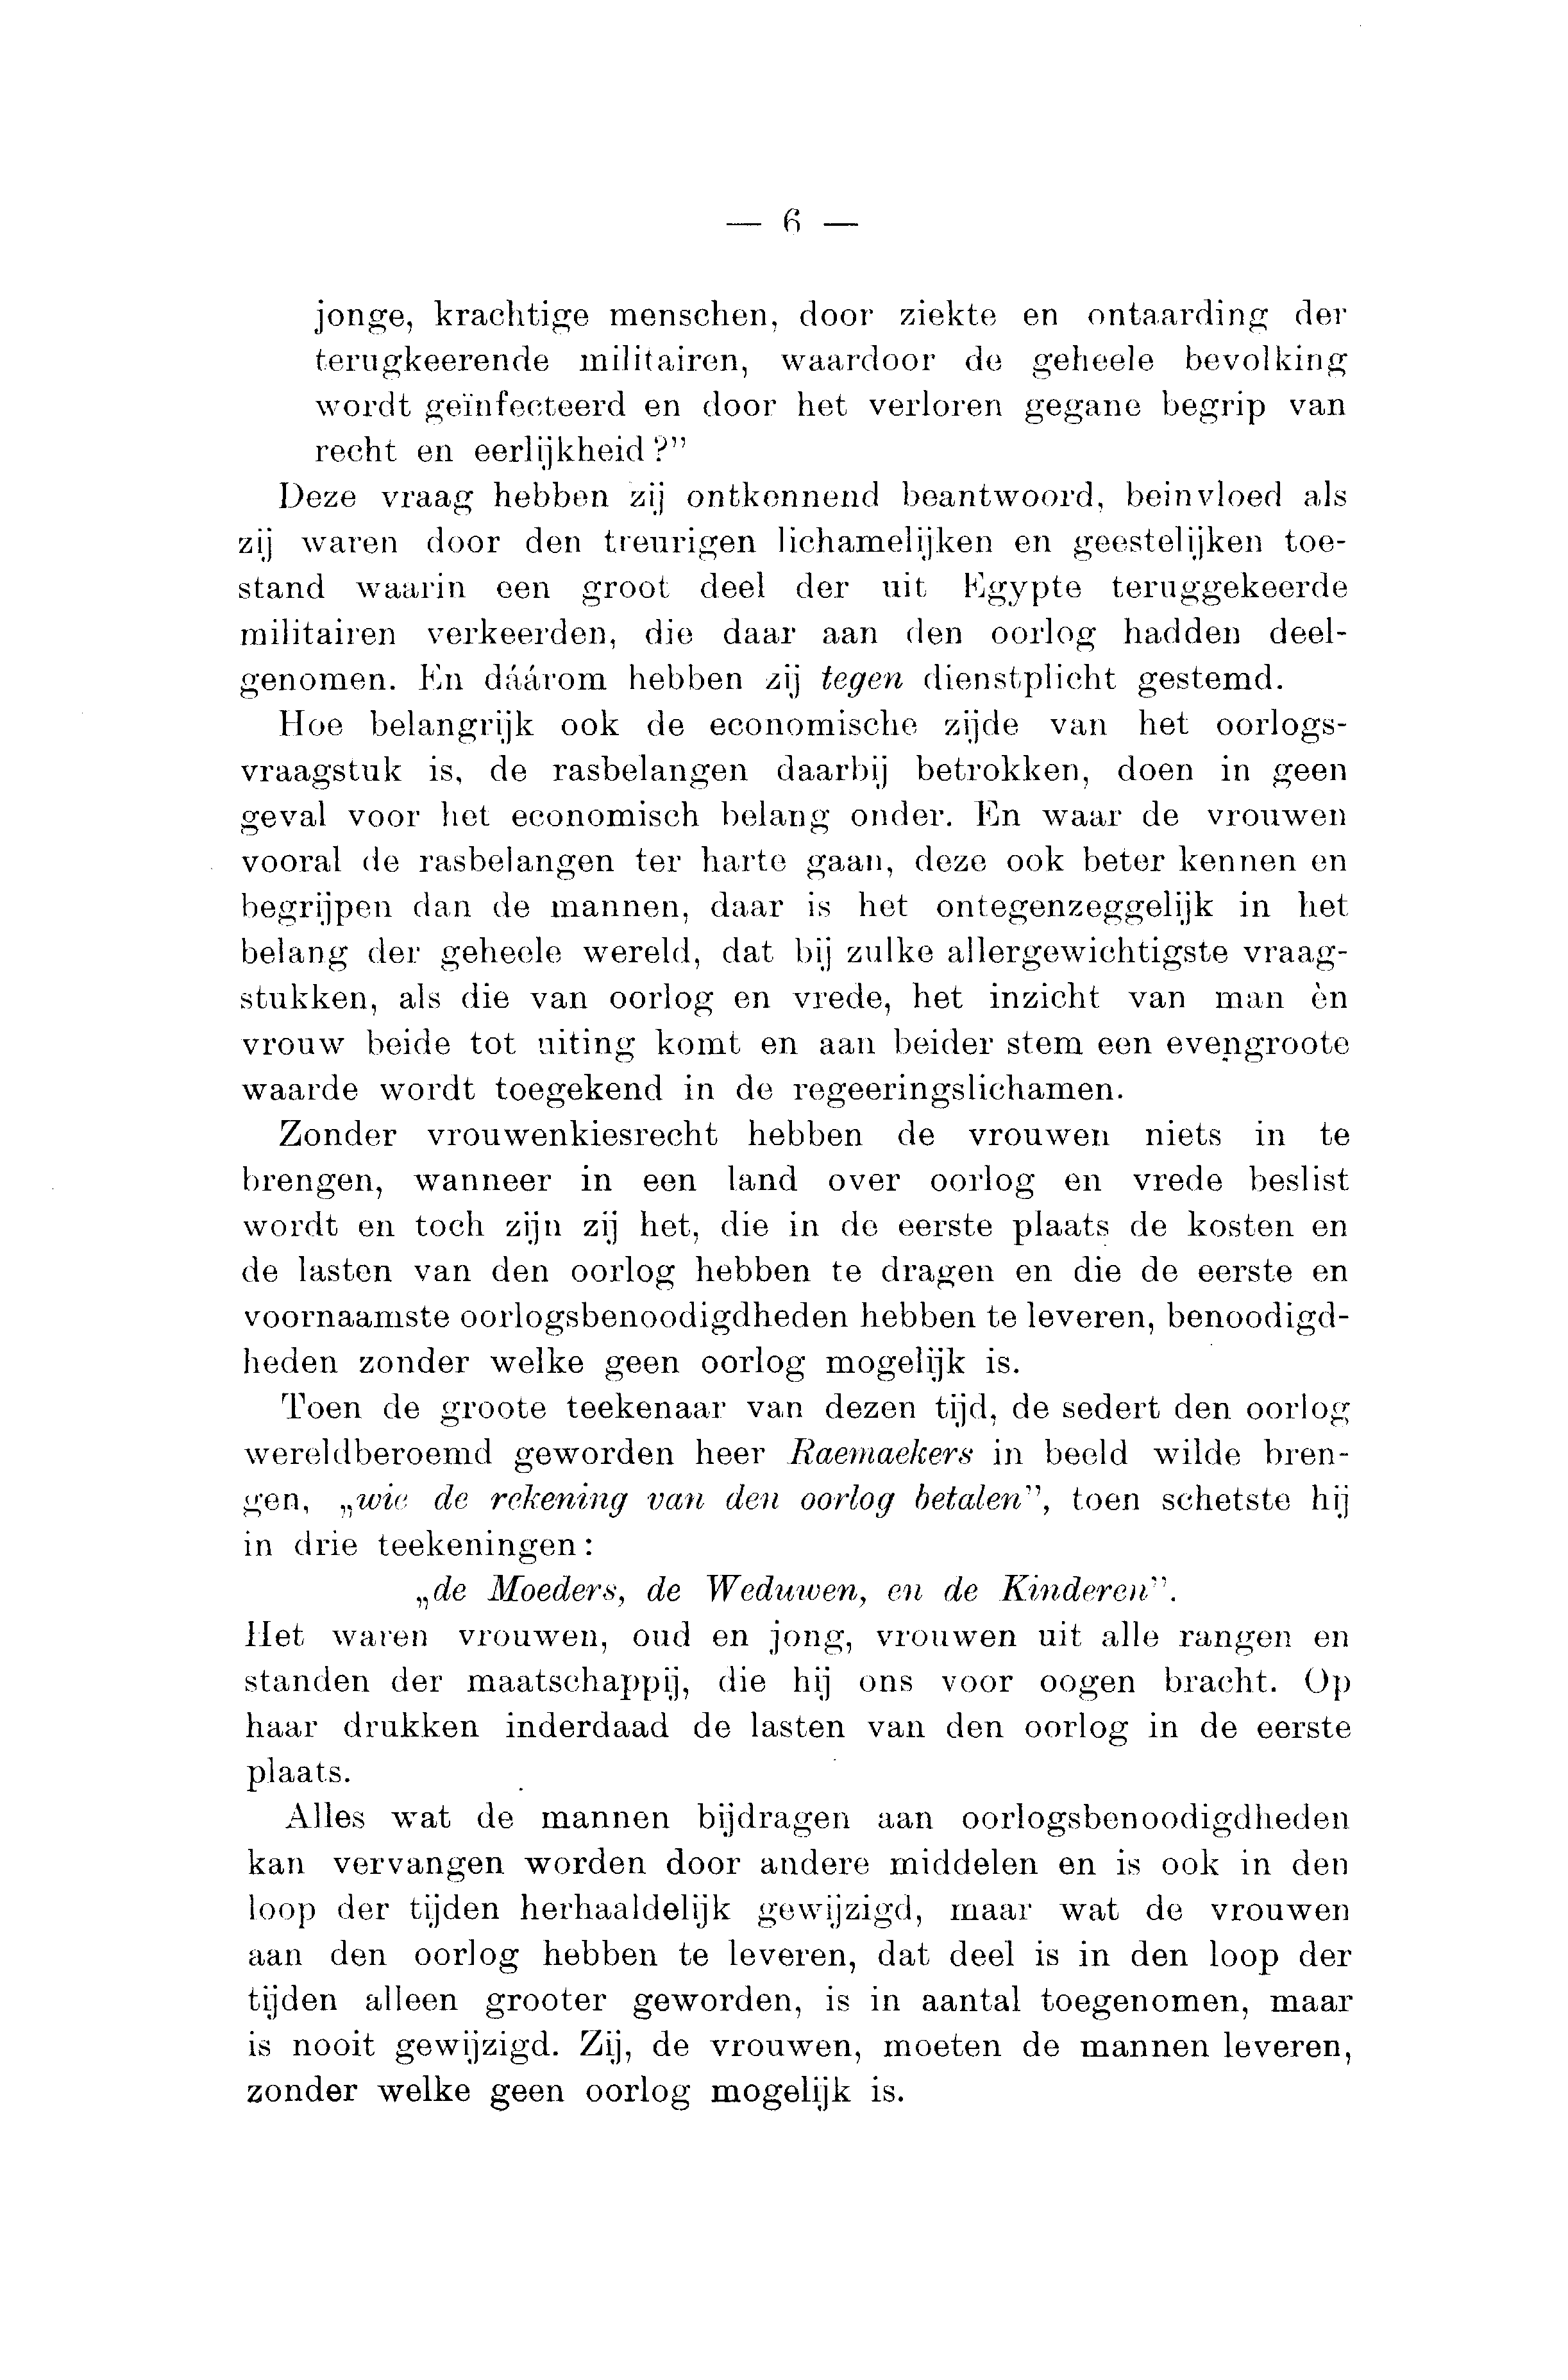 — 6 —
jonge, krachtige menschen, door ziekte en ontaarding der
terugkeerende militairen, waardoor de geheele bevolking
wordt geïnfecteerd en door het verloren gegane begrip van
recht en eerlijkheid?”
Deze vraag hebben zij ontkennend beantwoord, beinvloed als
zij waren door den treurigen lichamelijken en geestelijken toe-
stand waarin een groot deel der uit Egypte teruggekeerde
militairen verkeerden, die daar aan den oorlog hadden deel-
genomen. En dáárom hebben zij tegen dienstplicht gestemd.
Hoe belangrijk ook de economische zijde van het oorlogs-
vraagstuk is, de rasbelangen daarbij betrokken, doen in geen
geval voor het economisch belang onder. En waar de vrouwen
vooral de rasbelangen ter harte gaan, deze ook beter kennen en
begrijpen dan de mannen, daar is het ontegenzeggelijk in het
belang der geheele wereld, dat bij zulke allergewichtigste vraag-
stukken, als die van oorlog en vrede, het inzicht van man èn
vrouw beide tot uiting komt en aan beider stem een evengroote
waarde wordt toegekend in de regeeringslichamen.
Zonder vrouwenkiesrecht hebben de vrouwen niets in te
brengen, wanneer in een land over oorlog en vrede beslist
wordt en toch zijn zij het, die in de eerste plaats de kosten en
de lasten van den oorlog hebben te dragen en die de eerste en
voornaamste oorlogsbenoodigdheden hebben te leveren, benoodigd-
heden zonder welke geen oorlog mogelijk is.
Toen de groote teekenaar van dezen tijd, de sedert den oorlog
wereldberoemd geworden heer Raemaekers in beeld wilde bren-
gen, „wie de rekening van den oorlog betalen”, toen schetste hij
in drie teekeningen:
„de Moeders, de Weduwen, en de Kinderen”.
Het waren vrouwen, oud en jong, vrouwen uit alle rangen en
standen der maatschappij, die hij ons voor oogen bracht. Op
haar drukken inderdaad de lasten van den oorlog in de eerste
plaats.
Alles wat de mannen bijdragen aan oorlogsbenoodigdheden
kan vervangen worden door andere middelen en is ook in den
loop der tijden herhaaldelijk gewijzigd, maar wat de vrouwen
aan den oorlog hebben te leveren, dat deel is in den loop der
tijden alleen grooter geworden, is in aantal toegenomen, maar
is nooit gewijzigd. Zij, de vrouwen, moeten de mannen leveren,
zonder welke geen oorlog mogelijk is.